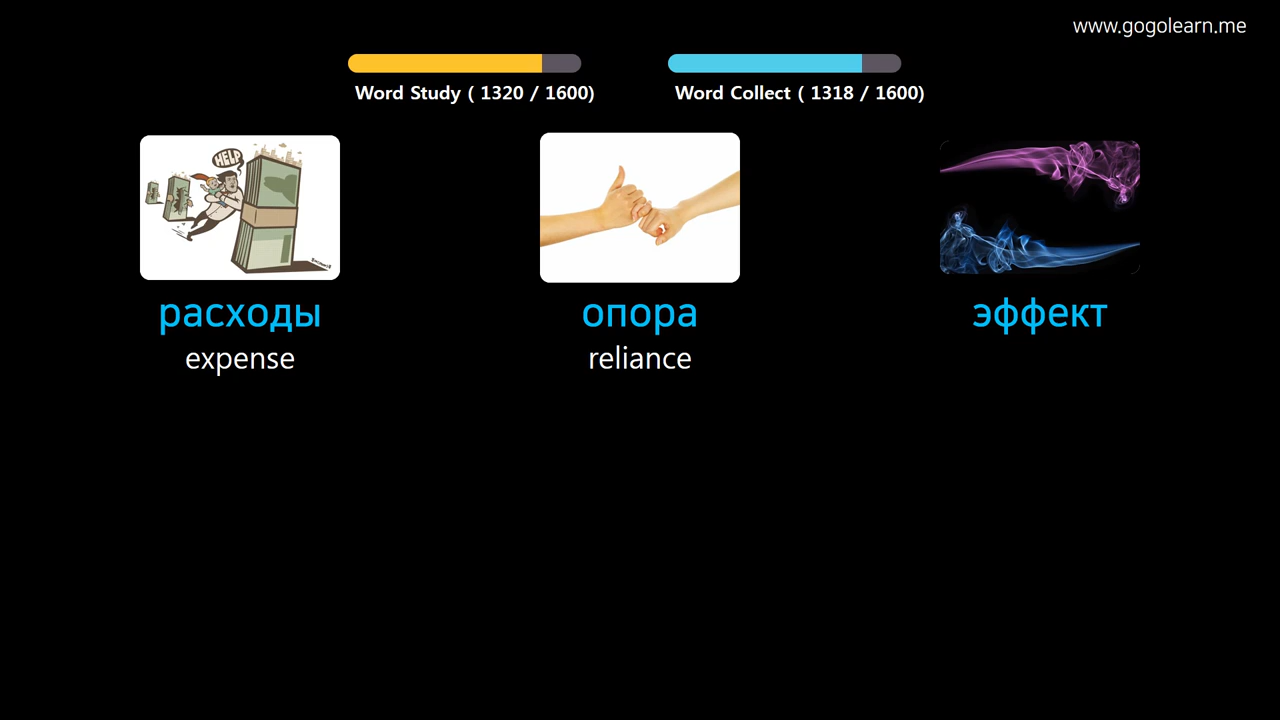 www.gogolearn.me
Word Study ( 1320 / 1600)
Word Collect ( 1318 / 1600)
HELP
расходы
опора
эффект
expense
reliance